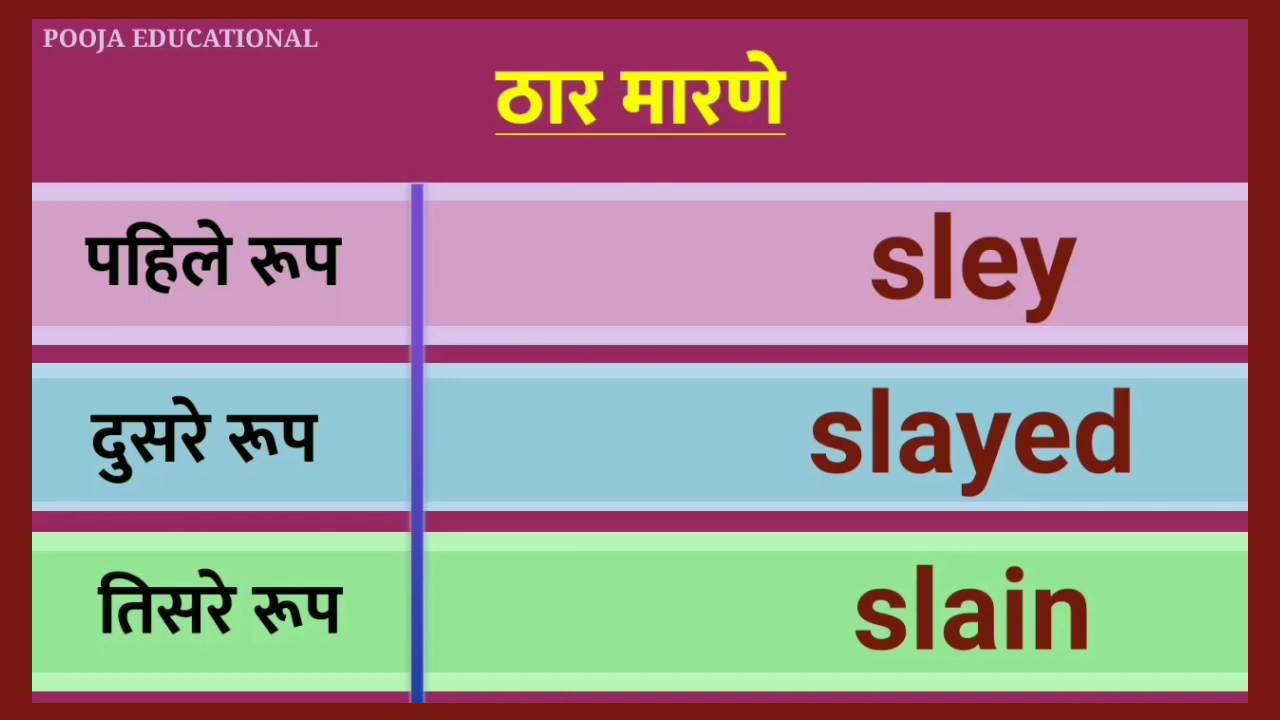 POOJA EDUCATIONAL
ठार मारणे
पहिले रूप sley
दुसरे रूप slayed
तिसरे रूप slain